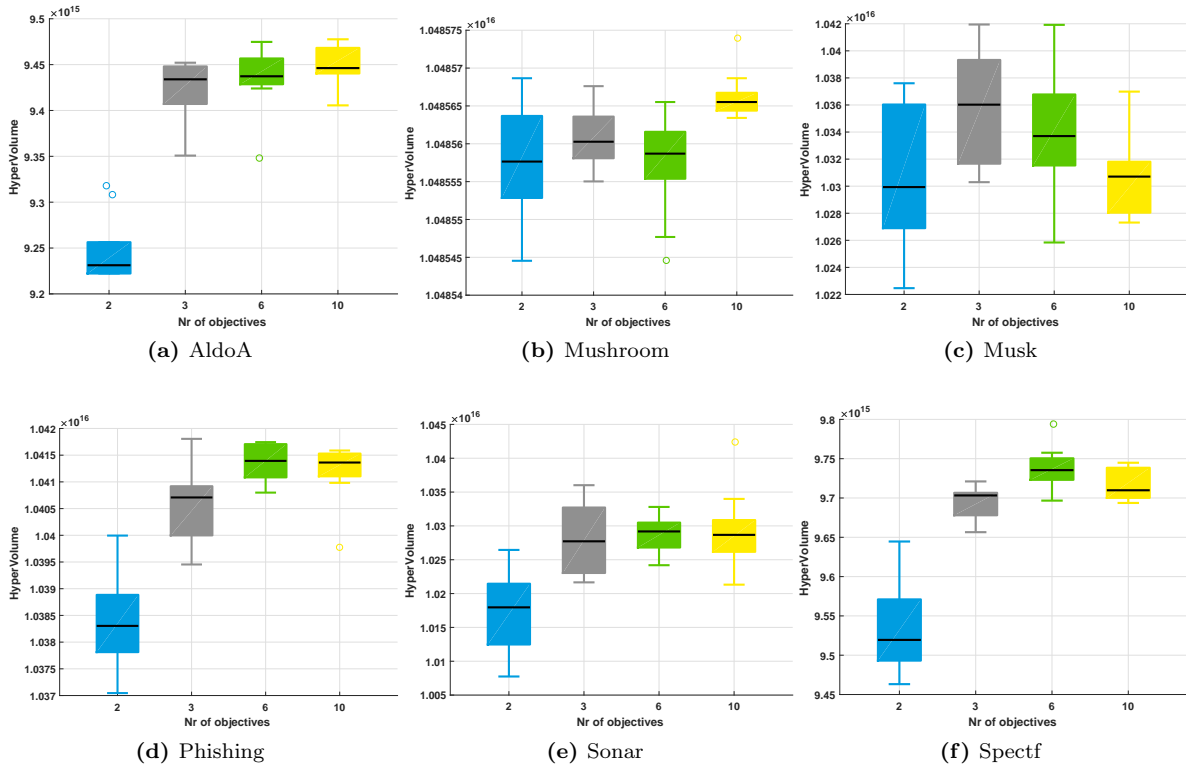 ×10^15
9.5
9.45
9.4
9.35
9.3
9.25
9.2
HyperVolume
2 3 6 10
Nr of objectives
(a) AldoA
×10^16
1.048575
1.04857
1.048565
1.04856
1.048555
1.04855
1.048545
1.04854
HyperVolume
2 3 6 10
Nr of objectives
(b) Mushroom
×10^16
1.042
1.04
1.038
1.036
1.034
1.032
1.03
1.028
1.026
1.024
1.022
HyperVolume
2 3 6 10
Nr of objectives
(c) Musk
×10^16
1.042
1.0415
1.041
1.0405
1.04
1.0395
1.039
1.0385
1.038
1.0375
1.037
HyperVolume
2 3 6 10
Nr of objectives
(d) Phishing
×10^16
1.045
1.04
1.035
1.03
1.025
1.02
1.015
1.01
1.005
HyperVolume
2 3 6 10
Nr of objectives
(e) Sonar
×10^15
9.8
9.75
9.7
9.65
9.6
9.55
9.5
9.45
HyperVolume
2 3 6 10
Nr of objectives
(f) Spectf